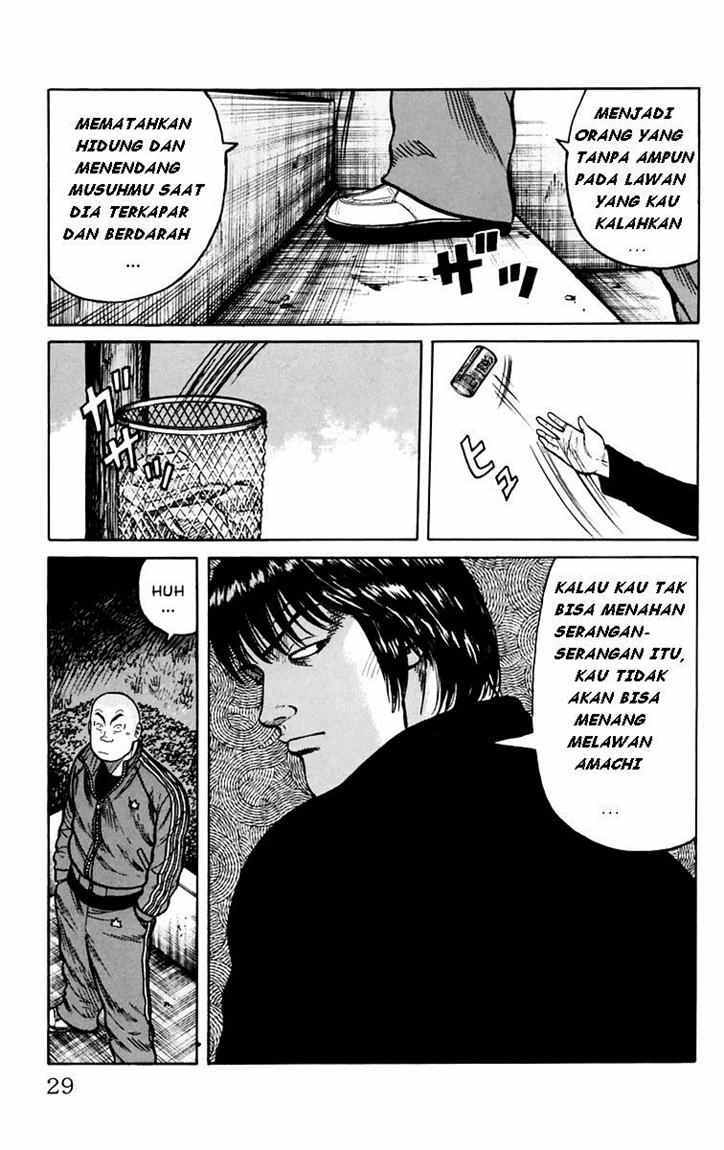 MENJADI
ORANG YANG
TANPA AMPUN
PADA LAWAN
YANG KAU
KALAHKAN
...
MEMATAHKAN
HIDUNG DAN
MENENDANG
MUSUHMU SAAT
DIA TERKAPAR
DAN BERDARAH
...
ザッ
ヒュ
ガサッ
KALAU KAU TAK
BISA MENAHAN
SERANGAN-
SERANGAN ITU,
KAU TIDAK
AKAN BISA
MENANG
MELAWAN
AMACHI
...
HUH
...
29